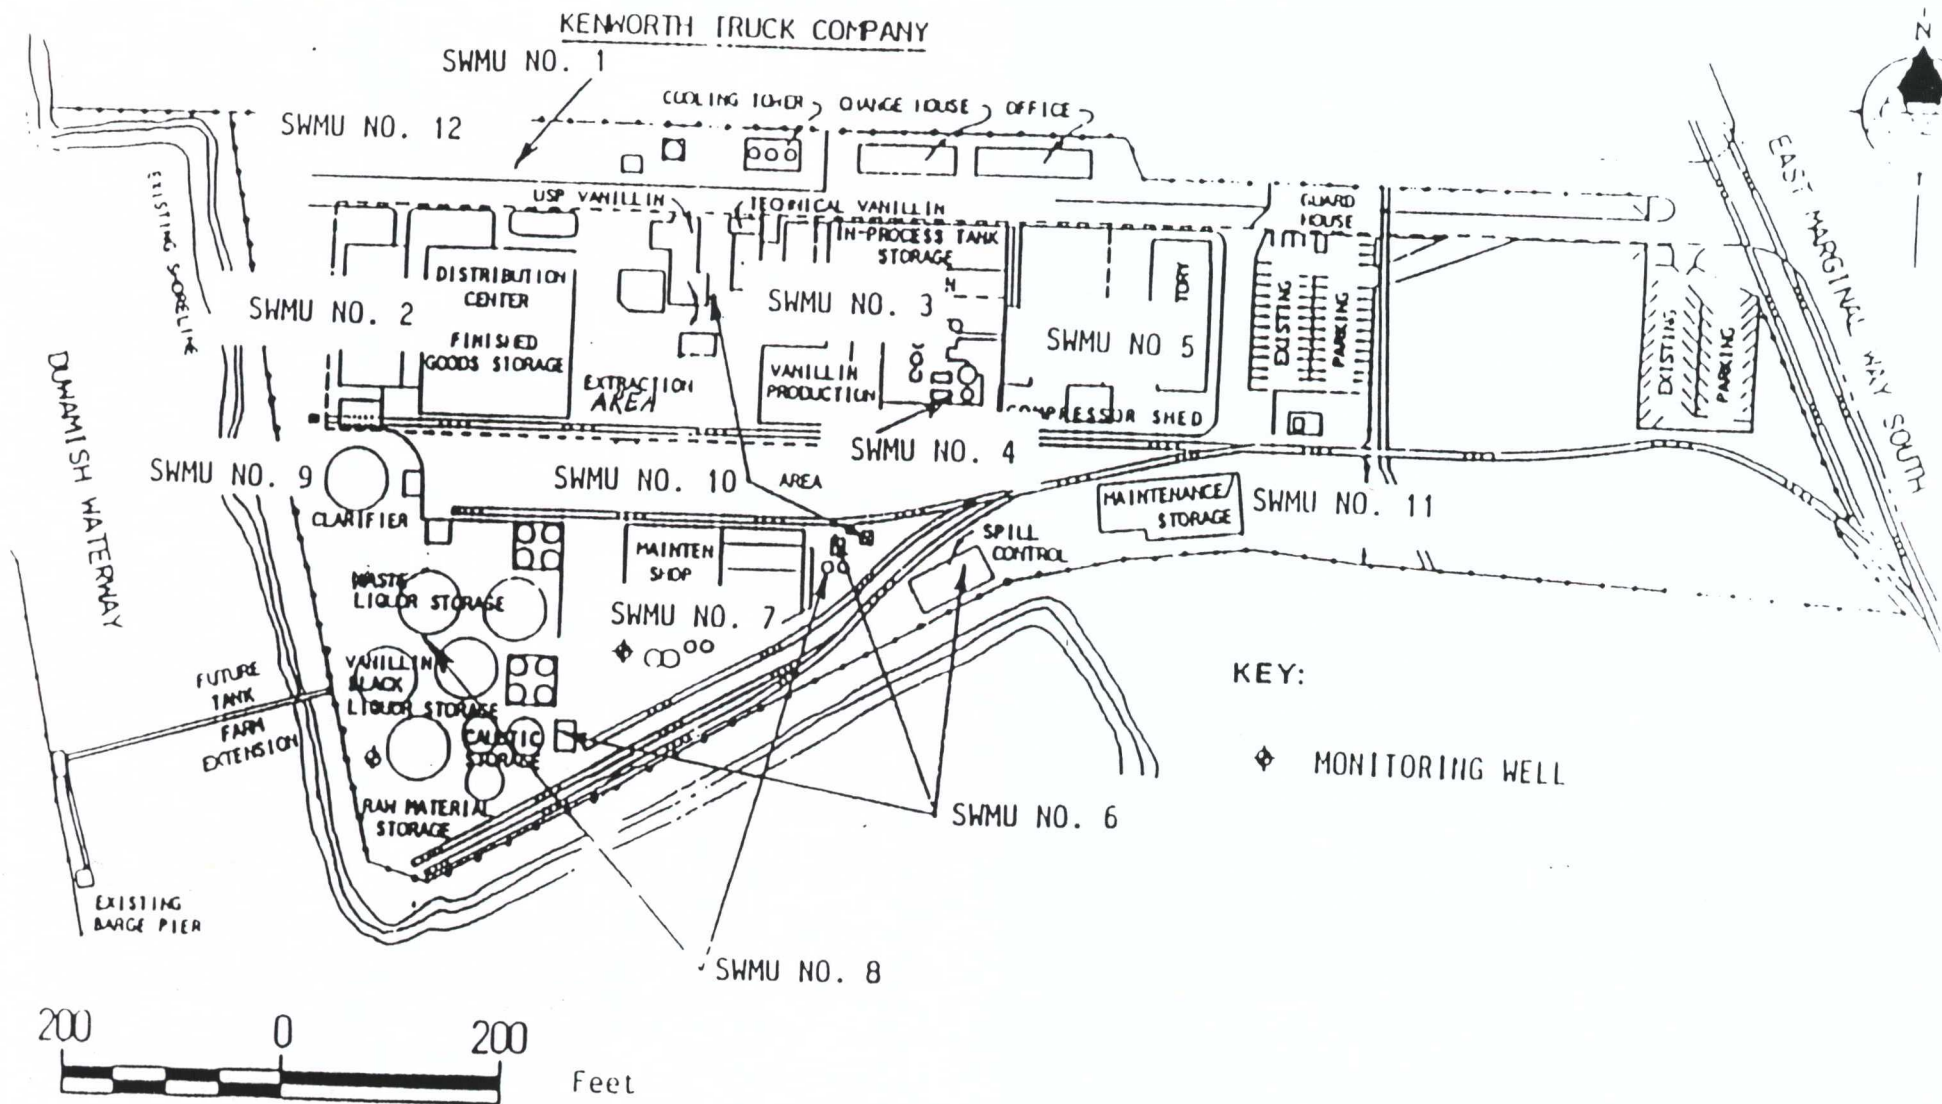 KENWORTH TRUCK COMPANY
SWMU NO. 1
N
COOLING TOWER
CHANGE HOUSE
OFFICE
SWMU NO. 12
EAST MARGINAL WAY SOUTH
EXISTING SHORELINE
USP VANILLIN
TECHNICAL VANILLIN
GUARD
HOUSE
IN-PROCESS TANK
STORAGE
DISTRIBUTION
CENTER
TORY
SWMU NO. 2
SWMU NO. 3
EXISTING
PARKING
EXISTING
PARKING
FINISHED
GOODS STORAGE
SWMU NO 5
EXTRACTION
AREA
VANILLIN
PRODUCTION
COMPRESSOR SHED
DUWAMISH WATERWAY
SWMU NO. 4
SWMU NO. 9
SWMU NO. 10
AREA
MAINTENANCE/
STORAGE
SWMU NO. 11
CLARIFIER
SPILL
CONTROL
MAINTEN
SHOP
WASTE
LIQUOR STORAGE
SWMU NO. 7
VANILLIN
BLACK
LIQUOR STORAGE
FUTURE
TANK
FARM
EXTENSION
KEY:
CAUSTIC
STORAGE
MONITORING WELL
RAW MATERIAL
STORAGE
SWMU NO. 6
EXISTING
BARGE PIER
SWMU NO. 8
200 0 200
Feet